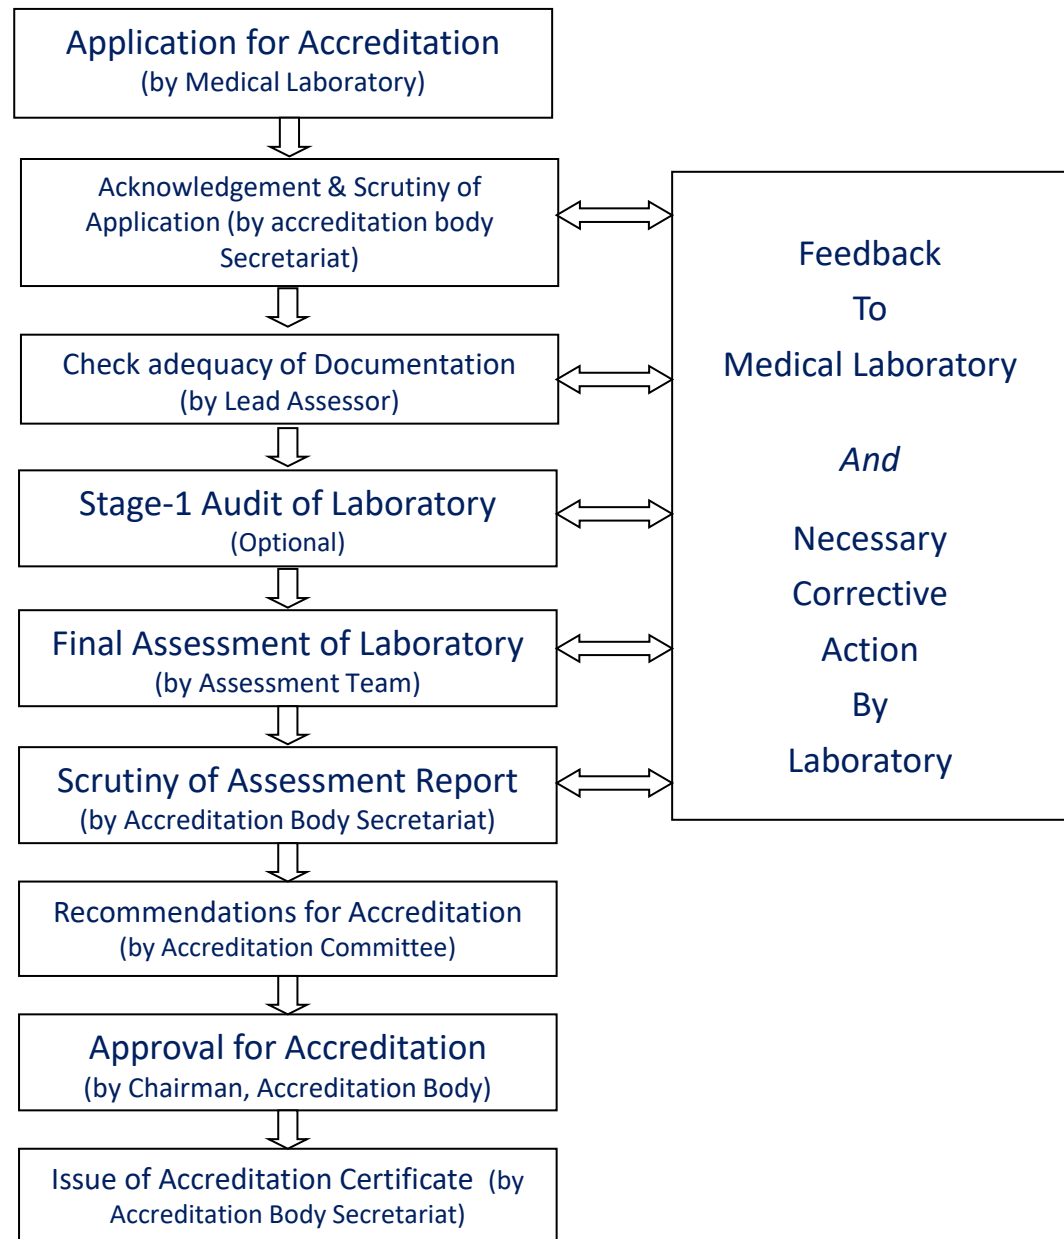 Application for Accreditation
(by Medical Laboratory)
Acknowledgement & Scrutiny of
Application (by accreditation body
Secretariat)
Check adequacy of Documentation
(by Lead Assessor)
Stage-1 Audit of Laboratory
(Optional)
Final Assessment of Laboratory
(by Assessment Team)
Scrutiny of Assessment Report
(by Accreditation Body Secretariat)
Recommendations for Accreditation
(by Accreditation Committee)
Approval for Accreditation
(by Chairman, Accreditation Body)
Issue of Accreditation Certificate (by
Accreditation Body Secretariat)
Feedback
To
Medical Laboratory
And
Necessary
Corrective
Action
By
Laboratory